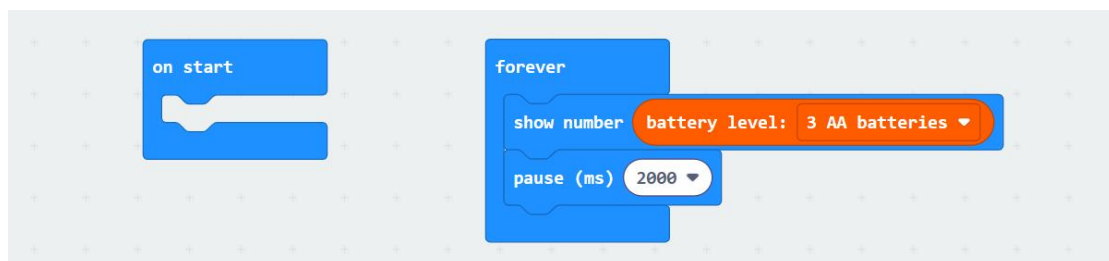 on start
forever
show number battery level: 3 AA batteries
pause (ms) 2000